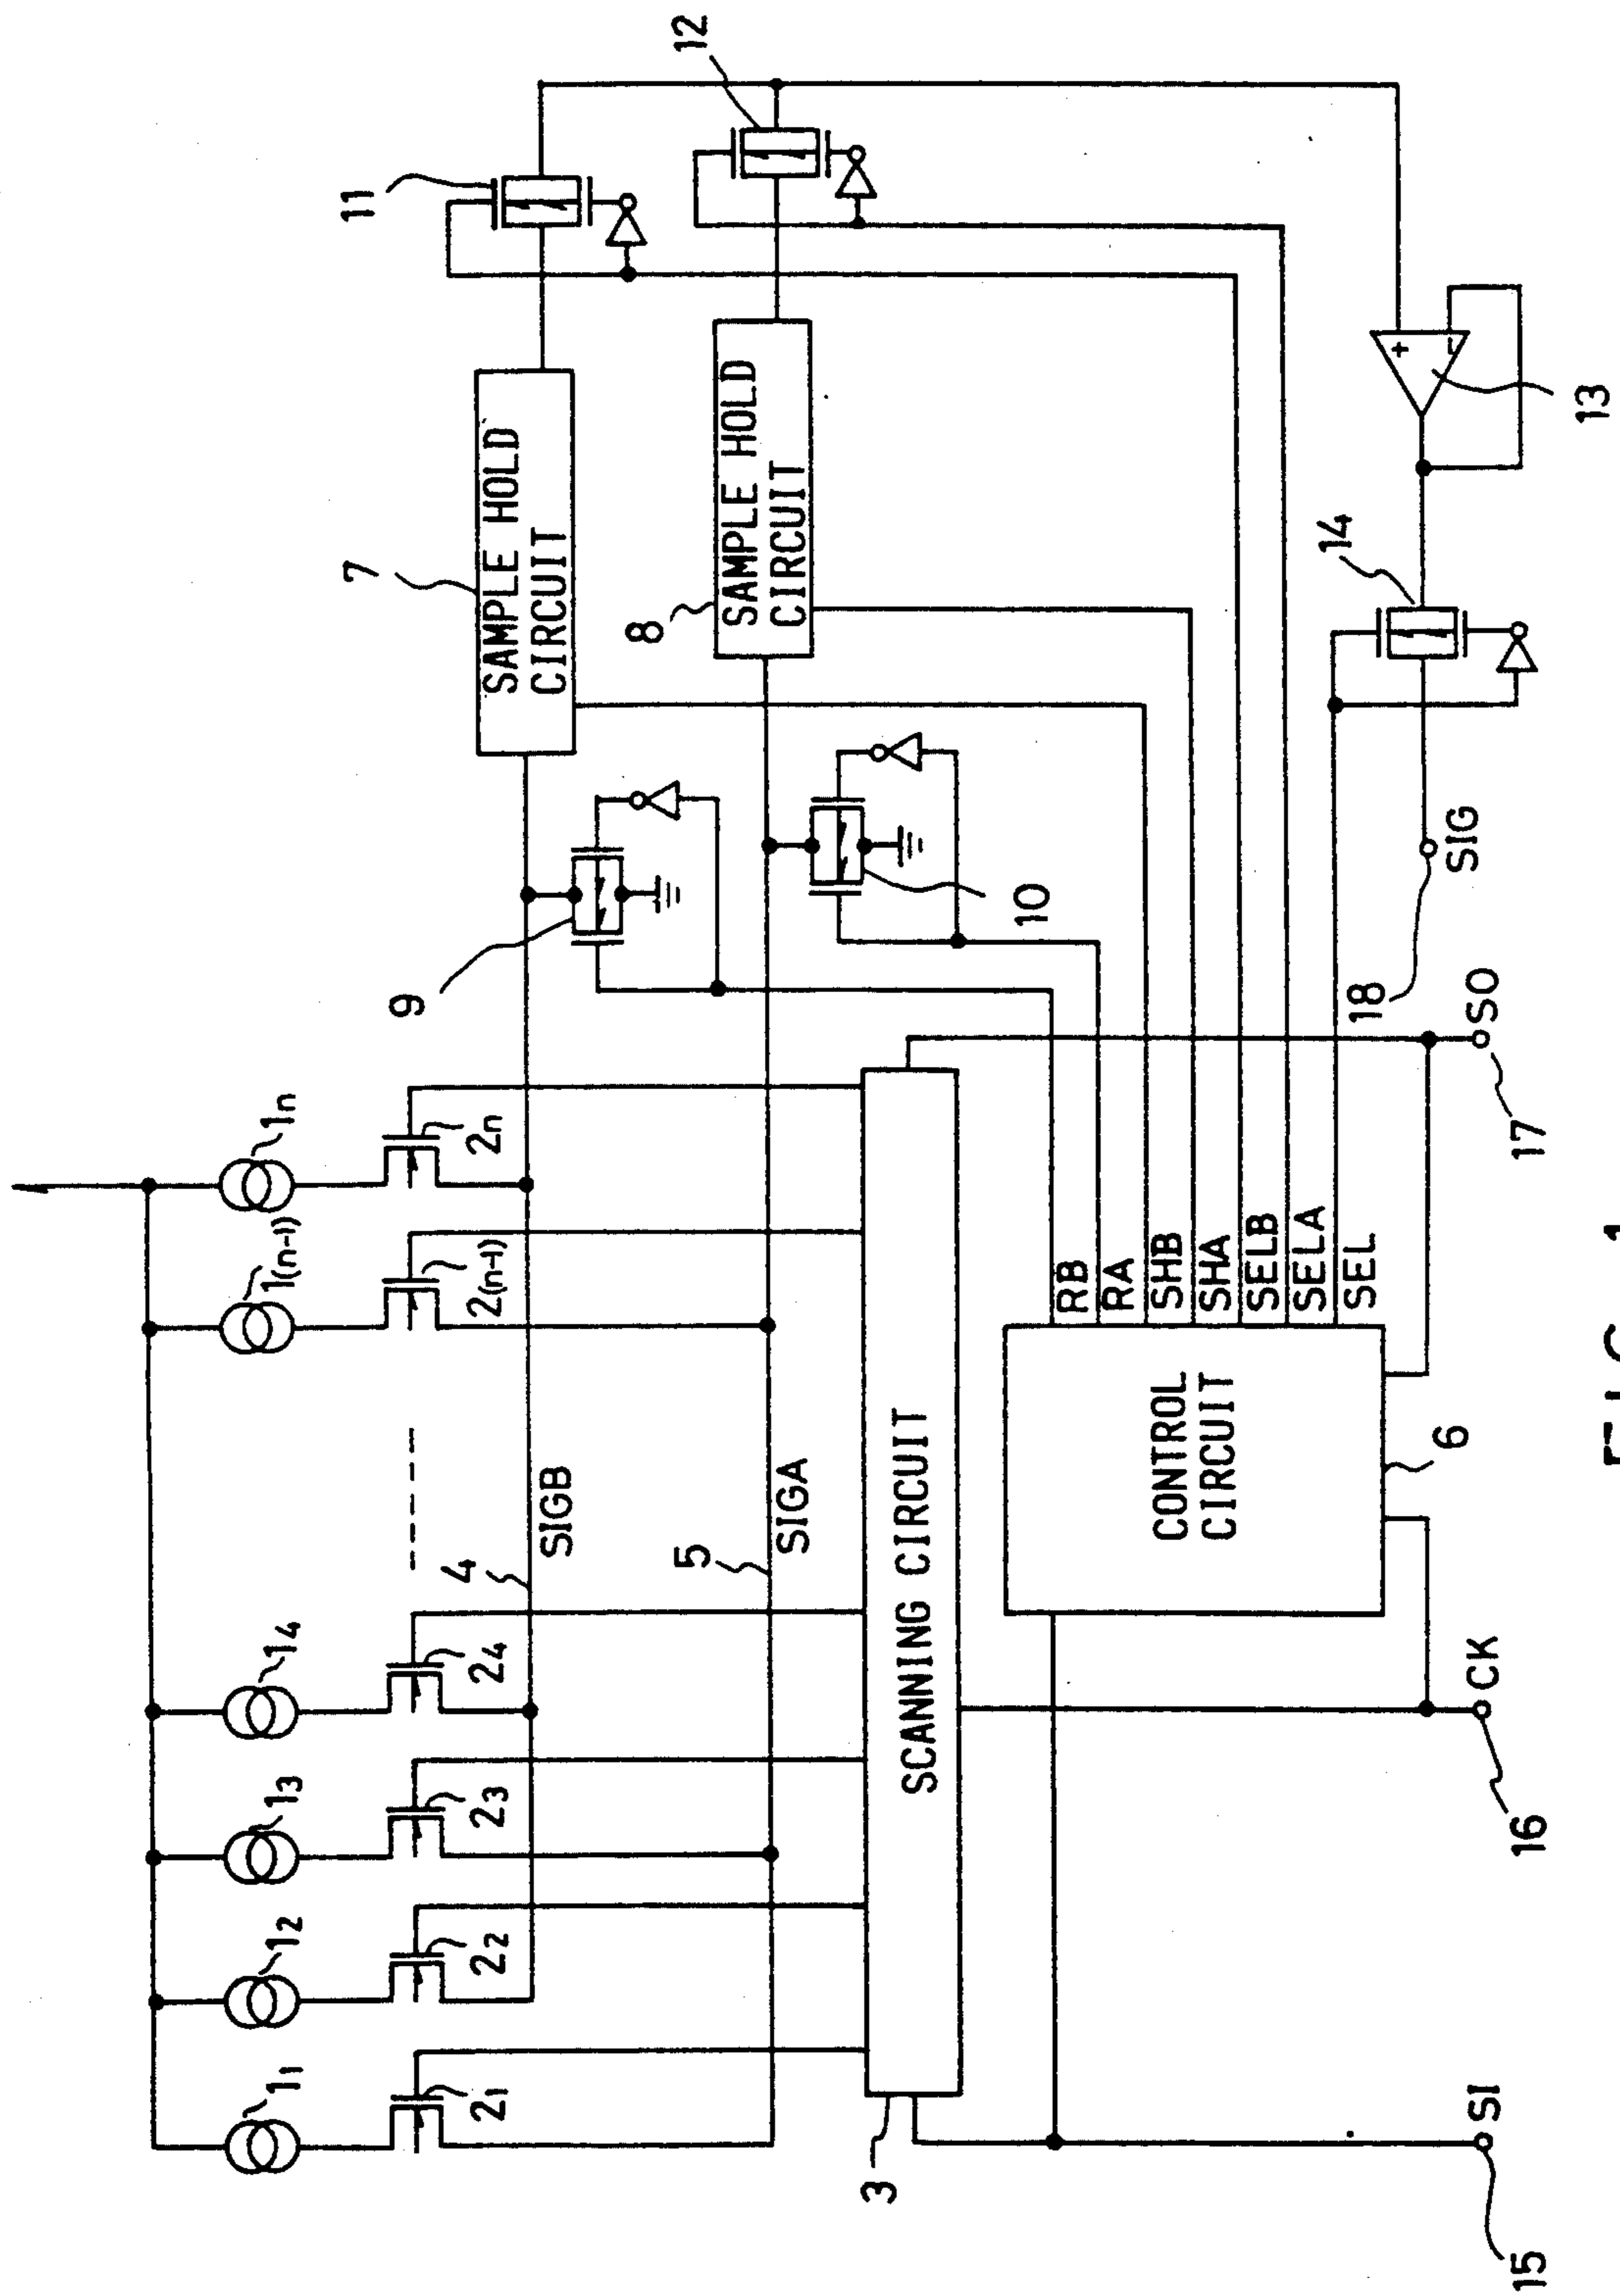 1₁
1₂
1₃
1₄
1(n-1)
1n
2₁
2₂
2₃
2₄
2(n-1)
2n
4
SIGB
5
SIGA
3
SCANNING CIRCUIT
CONTROL
CIRCUIT
6
RB
RA
SHB
SHA
SELB
SELA
SEL
7
SAMPLE HOLD
CIRCUIT
8
SAMPLE HOLD
CIRCUIT
9
10
11
12
+
-
13
14
SI
15
CK
16
SO
17
SIG
18